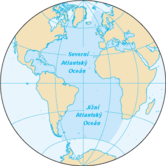 Severní
Atlantský
Oceán
Jižní
Atlantský
Oceán